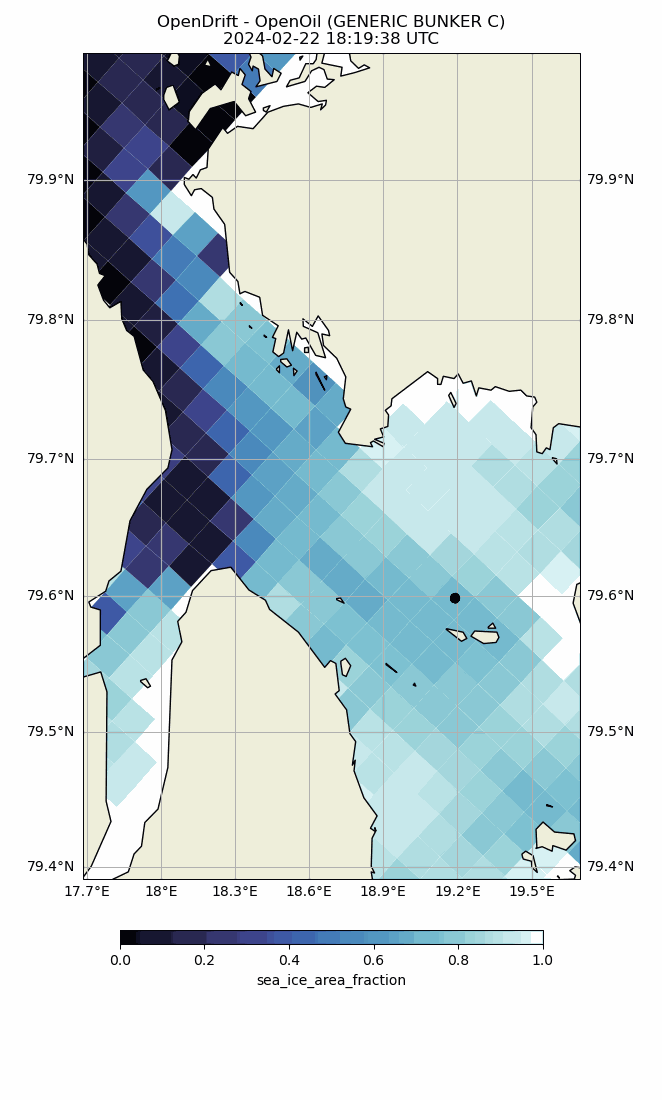 OpenDrift - OpenOil (GENERIC BUNKER C)
2024-02-22 18:19:38 UTC
79.9°N 79.9°N
79.8°N 79.8°N
79.7°N 79.7°N
79.6°N 79.6°N
79.5°N 79.5°N
79.4°N 79.4°N
17.7°E 18°E 18.3°E 18.6°E 18.9°E 19.2°E 19.5°E
0.0 0.2 0.4 0.6 0.8 1.0
sea_ice_area_fraction